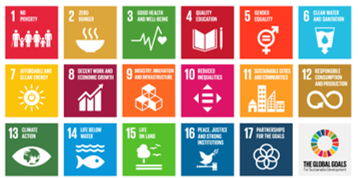 1 NO
POVERTY
2 ZERO
HUNGER
3 GOOD HEALTH
AND WELL-BEING
4 QUALITY
EDUCATION
5 GENDER
EQUALITY
6 CLEAN WATER
AND SANITATION
7 AFFORDABLE AND
CLEAN ENERGY
8 DECENT WORK AND
ECONOMIC GROWTH
9 INDUSTRY, INNOVATION
AND INFRASTRUCTURE
10 REDUCED
INEQUALITIES
11 SUSTAINABLE CITIES
AND COMMUNITIES
12 RESPONSIBLE
CONSUMPTION
AND PRODUCTION
13 CLIMATE
ACTION
14 LIFE BELOW
WATER
15 LIFE
ON LAND
16 PEACE, JUSTICE
AND STRONG
INSTITUTIONS
17 PARTNERSHIPS
FOR THE GOALS
THE GLOBAL GOALS
For Sustainable Development